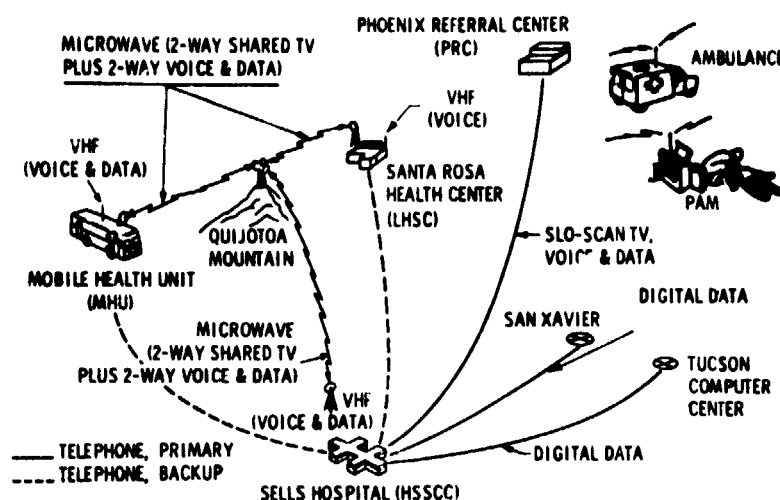 MICROWAVE (2-WAY SHARED TV
PLUS 2-WAY VOICE & DATA)
PHOENIX REFERRAL CENTER
(PRC)
AMBULANCE
VHF
(VOICE)
VHF
(VOICE & DATA)
SANTA ROSA
HEALTH CENTER
(LHSC)
PAM
QUIJOTOA
MOUNTAIN
SLO-SCAN TV,
VOICE & DATA
MOBILE HEALTH UNIT
(MHU)
DIGITAL DATA
SAN XAVIER
MICROWAVE
(2-WAY SHARED TV
PLUS 2-WAY VOICE & DATA)
TUCSON
COMPUTER
CENTER
VHF
(VOICE & DATA)
TELEPHONE, PRIMARY
TELEPHONE, BACKUP
DIGITAL DATA
SELLS HOSPITAL (HSSCC)